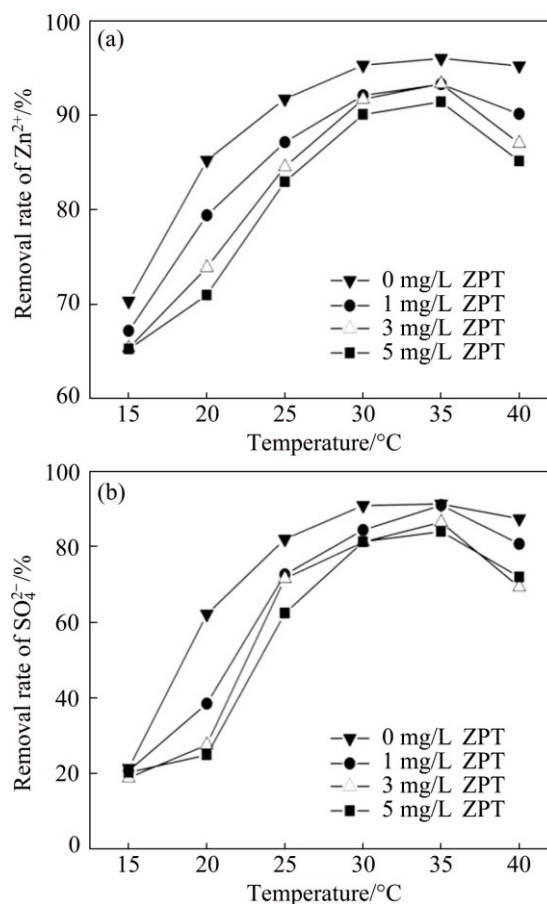 (a)
100
90
80
70
60
Removal rate of Zn²⁺/%
0 mg/L ZPT
1 mg/L ZPT
3 mg/L ZPT
5 mg/L ZPT
15 20 25 30 35 40
Temperature/°C
(b)
100
80
60
40
20
0
Removal rate of SO₄²⁻/%
0 mg/L ZPT
1 mg/L ZPT
3 mg/L ZPT
5 mg/L ZPT
15 20 25 30 35 40
Temperature/°C